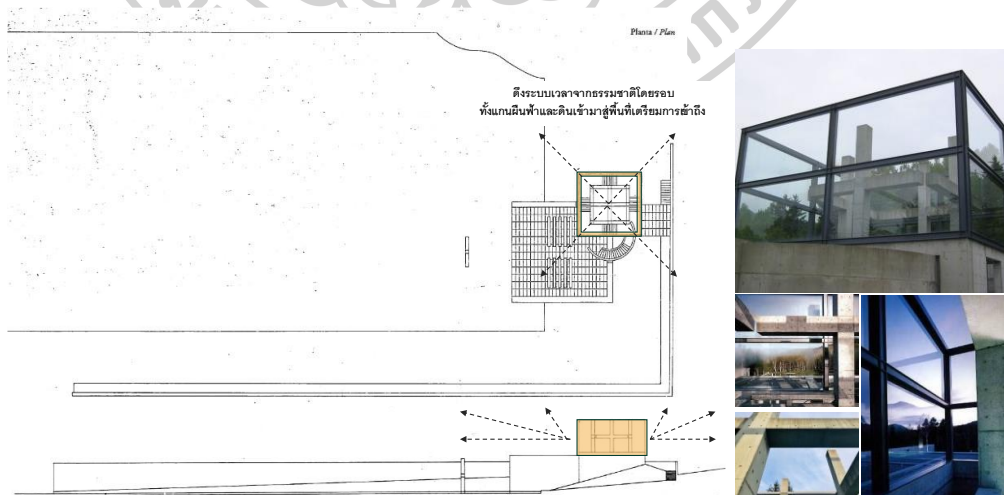 Planta / Plan
ดึงระบบเวลาจากธรรมชาติโดยรอบ
ทั้งแกนผืนฟ้าและดินเข้ามาสู่พื้นที่เตรียมการเข้าถึง